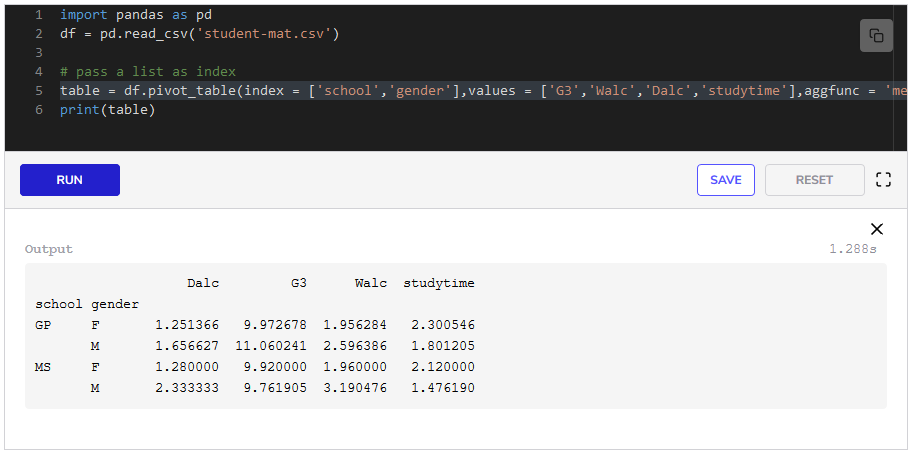 1 import pandas as pd
2 df = pd.read_csv('student-mat.csv')
3
4 # pass a list as index
5 table = df.pivot_table(index = ['school','gender'],values = ['G3','Walc','Dalc','studytime'],aggfunc = 'me
6 print(table)
RUN SAVE RESET
Output 1.288s
Dalc G3 Walc studytime
school gender
GP F 1.251366 9.972678 1.956284 2.300546
M 1.656627 11.060241 2.596386 1.801205
MS F 1.280000 9.920000 1.960000 2.120000
M 2.333333 9.761905 3.190476 1.476190